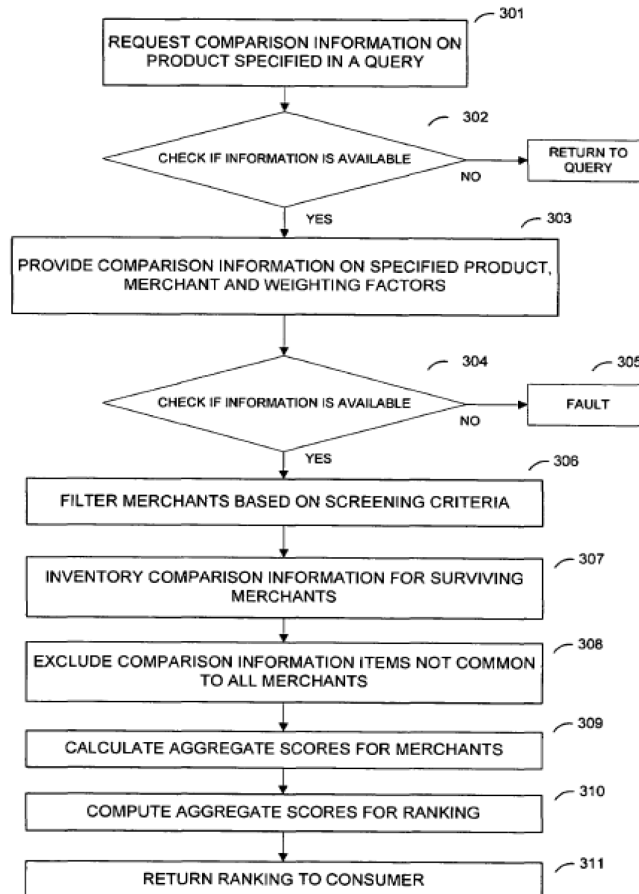 301
REQUEST COMPARISON INFORMATION ON
PRODUCT SPECIFIED IN A QUERY
302
CHECK IF INFORMATION IS AVAILABLE
NO
RETURN TO
QUERY
YES
303
PROVIDE COMPARISON INFORMATION ON SPECIFIED PRODUCT,
MERCHANT AND WEIGHTING FACTORS
304
305
CHECK IF INFORMATION IS AVAILABLE
NO
FAULT
YES
306
FILTER MERCHANTS BASED ON SCREENING CRITERIA
307
INVENTORY COMPARISON INFORMATION FOR SURVIVING
MERCHANTS
308
EXCLUDE COMPARISON INFORMATION ITEMS NOT COMMON
TO ALL MERCHANTS
309
CALCULATE AGGREGATE SCORES FOR MERCHANTS
310
COMPUTE AGGREGATE SCORES FOR RANKING
311
RETURN RANKING TO CONSUMER